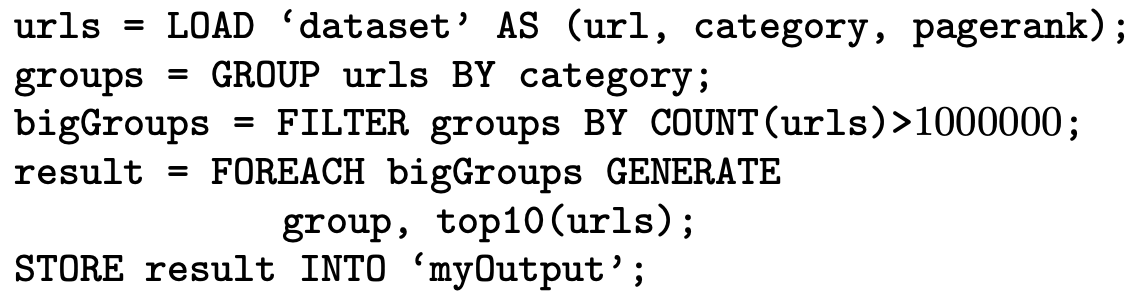 urls = LOAD ‘dataset’ AS (url, category, pagerank);
groups = GROUP urls BY category;
bigGroups = FILTER groups BY COUNT(urls)>1000000;
result = FOREACH bigGroups GENERATE
group, top10(urls);
STORE result INTO ‘myOutput’;